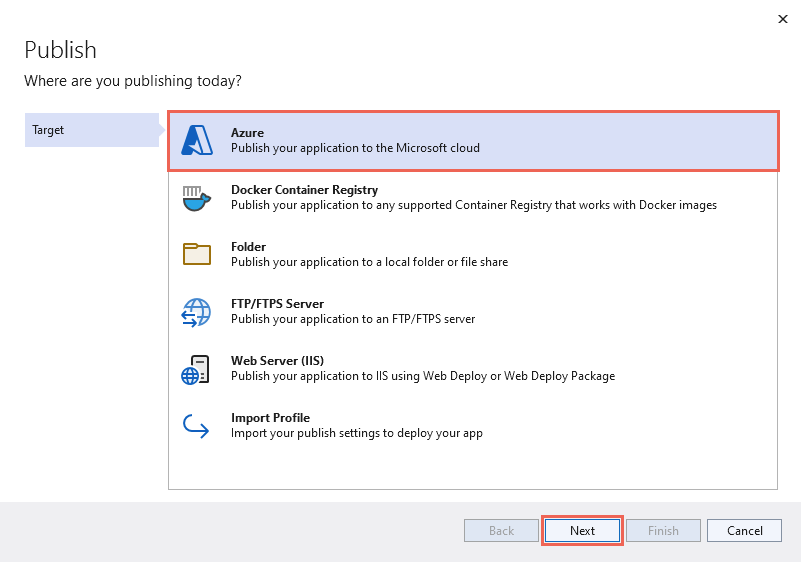 Publish
Where are you publishing today?
Target
Azure
Publish your application to the Microsoft cloud
Docker Container Registry
Publish your application to any supported Container Registry that works with Docker images
Folder
Publish your application to a local folder or file share
FTP/FTPS Server
Publish your application to an FTP/FTPS server
Web Server (IIS)
Publish your application to IIS using Web Deploy or Web Deploy Package
Import Profile
Import your publish settings to deploy your app
Back
Next
Finish
Cancel